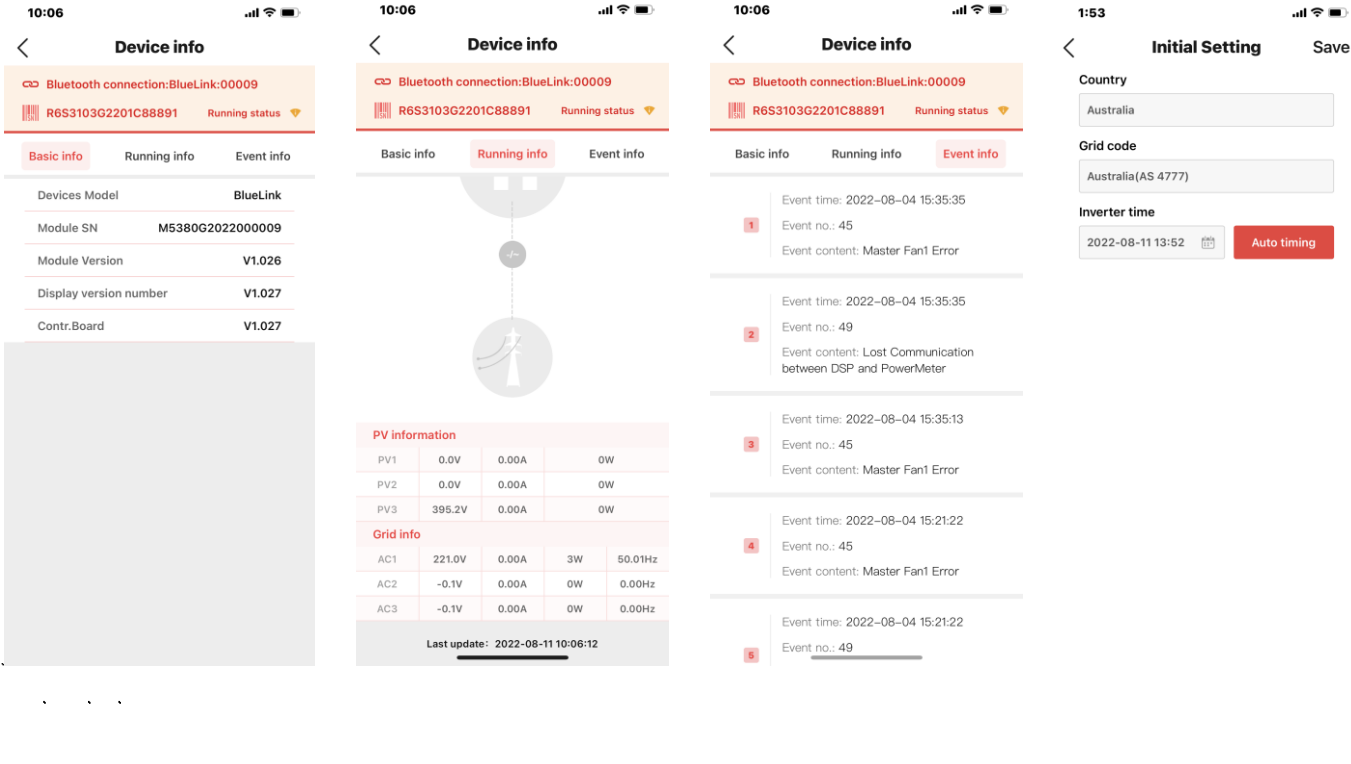 10:06
Device info
Bluetooth connection:BlueLink:00009
SN R6S3103G2201C88891 Running status
Basic info Running info Event info
Devices Model BlueLink
Module SN M5380G2022000009
Module Version V1.026
Display version number V1.027
Contr.Board V1.027
10:06
Device info
Bluetooth connection:BlueLink:00009
SN R6S3103G2201C88891 Running status
Basic info Running info Event info
PV information
PV1 0.0V 0.00A 0W
PV2 0.0V 0.00A 0W
PV3 395.2V 0.00A 0W
Grid info
AC1 221.0V 0.00A 3W 50.01Hz
AC2 -0.1V 0.00A 0W 0.00Hz
AC3 -0.1V 0.00A 0W 0.00Hz
Last update: 2022-08-11 10:06:12
10:06
Device info
Bluetooth connection:BlueLink:00009
SN R6S3103G2201C88891 Running status
Basic info Running info Event info
Event time: 2022-08-04 15:35:35
1 Event no.: 45
Event content: Master Fan1 Error
Event time: 2022-08-04 15:35:35
2 Event no.: 49
Event content: Lost Communication
between DSP and PowerMeter
Event time: 2022-08-04 15:35:13
3 Event no.: 45
Event content: Master Fan1 Error
Event time: 2022-08-04 15:21:22
4 Event no.: 45
Event content: Master Fan1 Error
Event time: 2022-08-04 15:21:22
5 Event no.: 49
1:53
Initial Setting Save
Country
Australia
Grid code
Australia(AS 4777)
Inverter time
2022-08-11 13:52 Auto timing